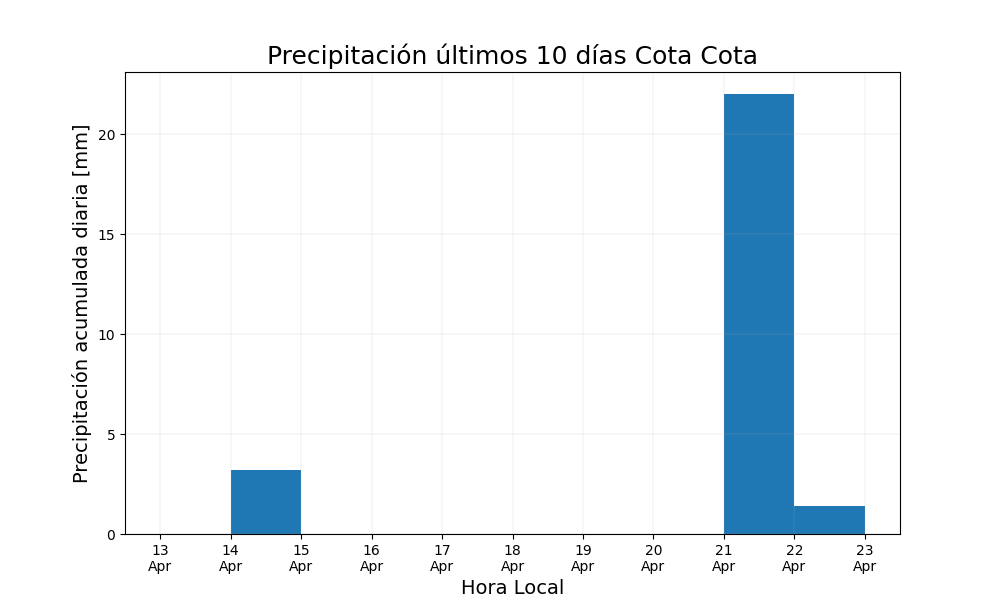 Precipitación últimos 10 días Cota Cota
Precipitación acumulada diaria [mm]
20
15
10
5
0
13 14 15 16 17 18 19 20 21 22 23
Apr Apr Apr Apr Apr Apr Apr Apr Apr Apr Apr
Hora Local